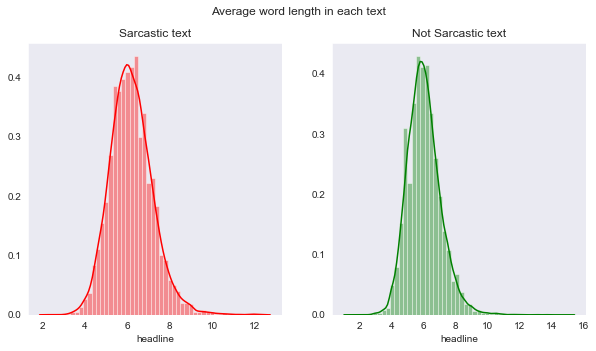 Average word length in each text
Sarcastic text
Not Sarcastic text
0.4
0.3
0.2
0.1
0.0
2 4 6 8 10 12
headline
0.4
0.3
0.2
0.1
0.0
2 4 6 8 10 12 14 16
headline